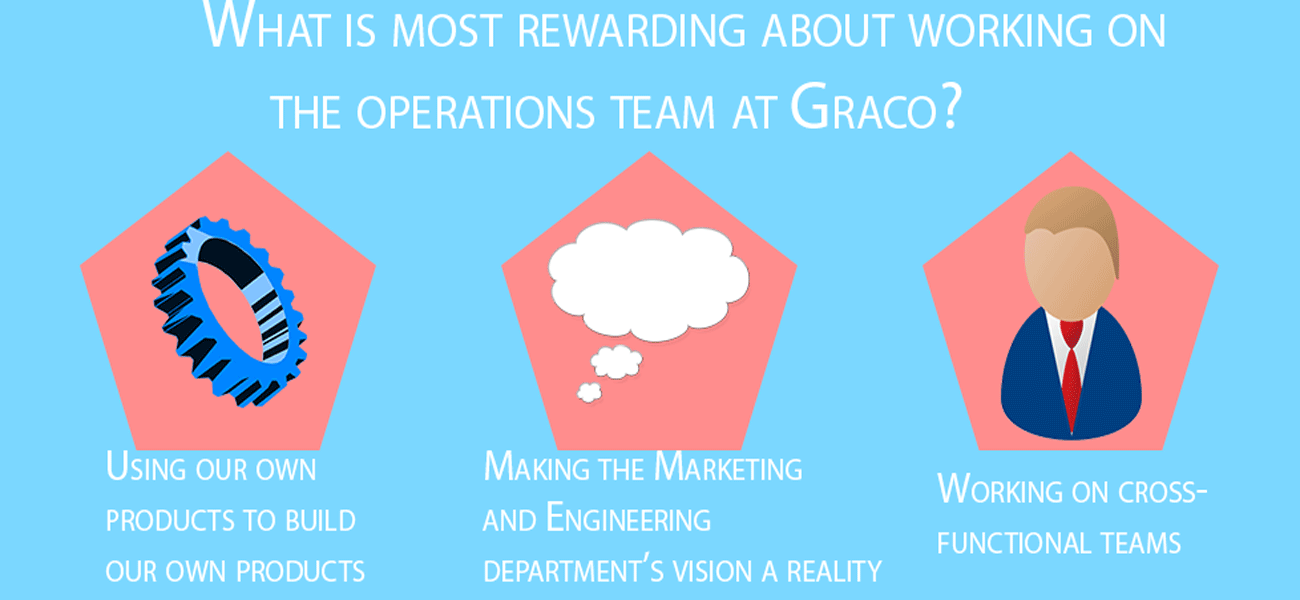 What is most rewarding about working on
the operations team at Graco?
Using our own
products to build
our own products
Making the Marketing
and Engineering
department's vision a reality
Working on cross-
functional teams